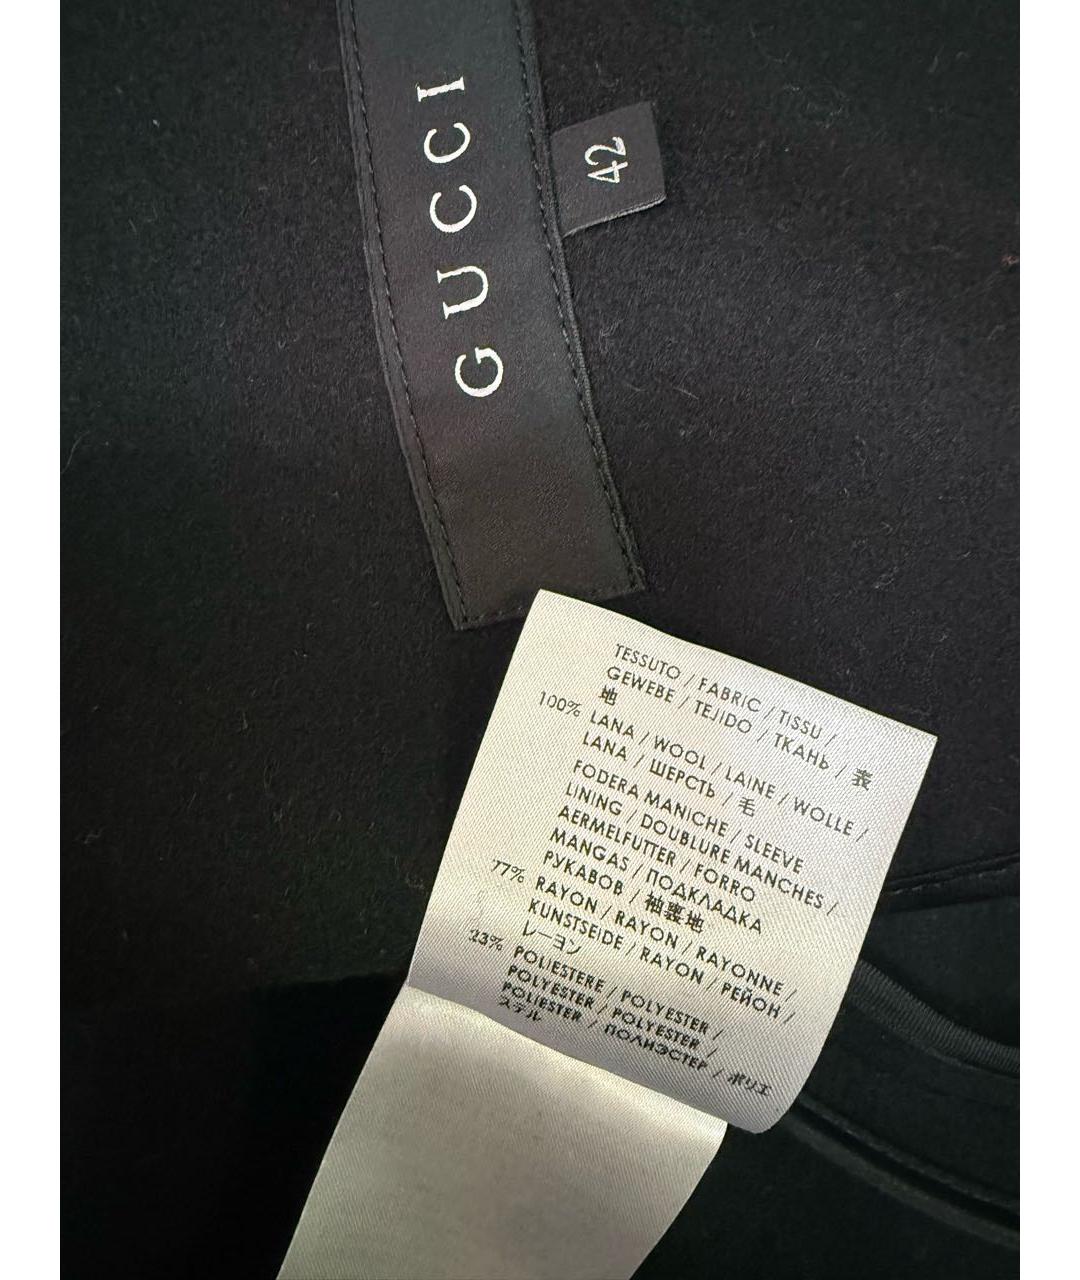 GUCCI
42
TESSUTO / FABRIC / TISSU /
GEWEBE / TEJIDO / ТКАНЬ / 表
地
100% LANA / WOOL / LAINE / WOLLE /
LANA / ШЕРСТЬ / 毛
FODERA MANICHE / SLEEVE
LINING / DOUBLURE MANCHES /
AERMELFUTTER / FORRO
MANGAS / ПОДКЛАДКА
РУКАВОВ / 袖裏地
77% RAYON / RAYON / RAYONNE /
KUNSTSEIDE / RAYON / РЕЙОН /
レーヨン
23% POLIESTERE / POLYESTER /
POLYESTER / POLYESTER /
POLIESTER / ПОЛИЭСТЕР / ポリエ
ステル